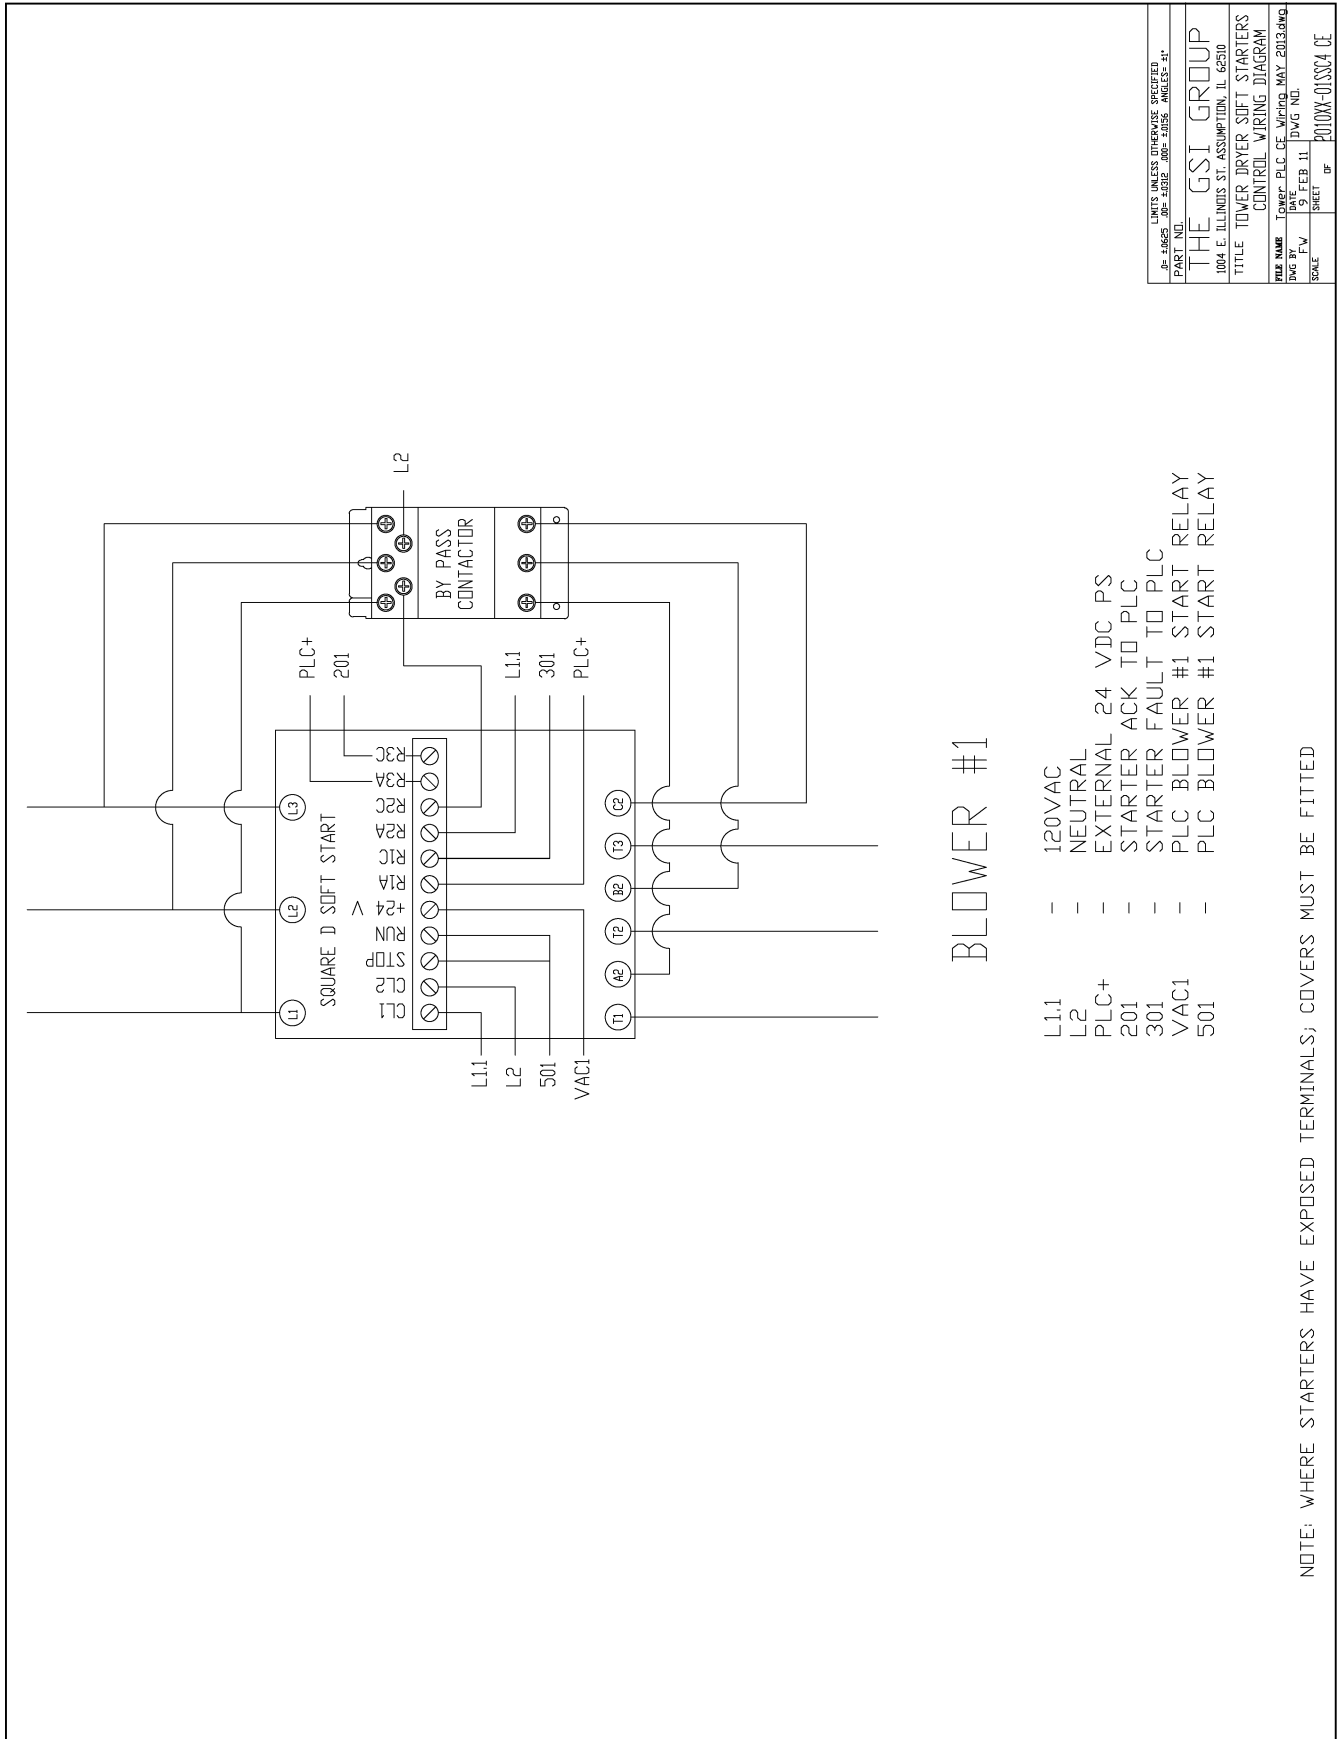 L1
L2
L3
SQUARE D SOFT START
CL1
CL2
STOP
RUN
+24 V
R1A
R1C
R2A
R2C
R3A
R3C
L1.1
L2
501
VAC1
PLC+
201
L1.1
301
PLC+
T1
A2
T2
B2
T3
C2
BY PASS
CONTACTOR
L2
BLOWER #1
L1.1 - 120VAC
L2 - NEUTRAL
PLC+ - EXTERNAL 24 VDC PS
201 - STARTER ACK TO PLC
301 - STARTER FAULT TO PLC
VAC1 - PLC BLOWER #1 START RELAY
501 - PLC BLOWER #1 START RELAY
NOTE: WHERE STARTERS HAVE EXPOSED TERMINALS; COVERS MUST BE FITTED
LIMITS UNLESS OTHERWISE SPECIFIED
.0= ±.0625 .00= ±.0312 .000= ±.0156 ANGLES= ±1°
PART NO.
THE GSI GROUP
1004 E. ILLINOIS ST. ASSUMPTION, IL 62510
TITLE TOWER DRYER SOFT STARTERS
CONTROL WIRING DIAGRAM
FILE NAME Tower PLC CE Wiring MAY 2013.dwg
DWG BY FW
DATE 9 FEB 11
DWG NO. 2010XX-01SSC4 CE
SCALE
SHEET OF